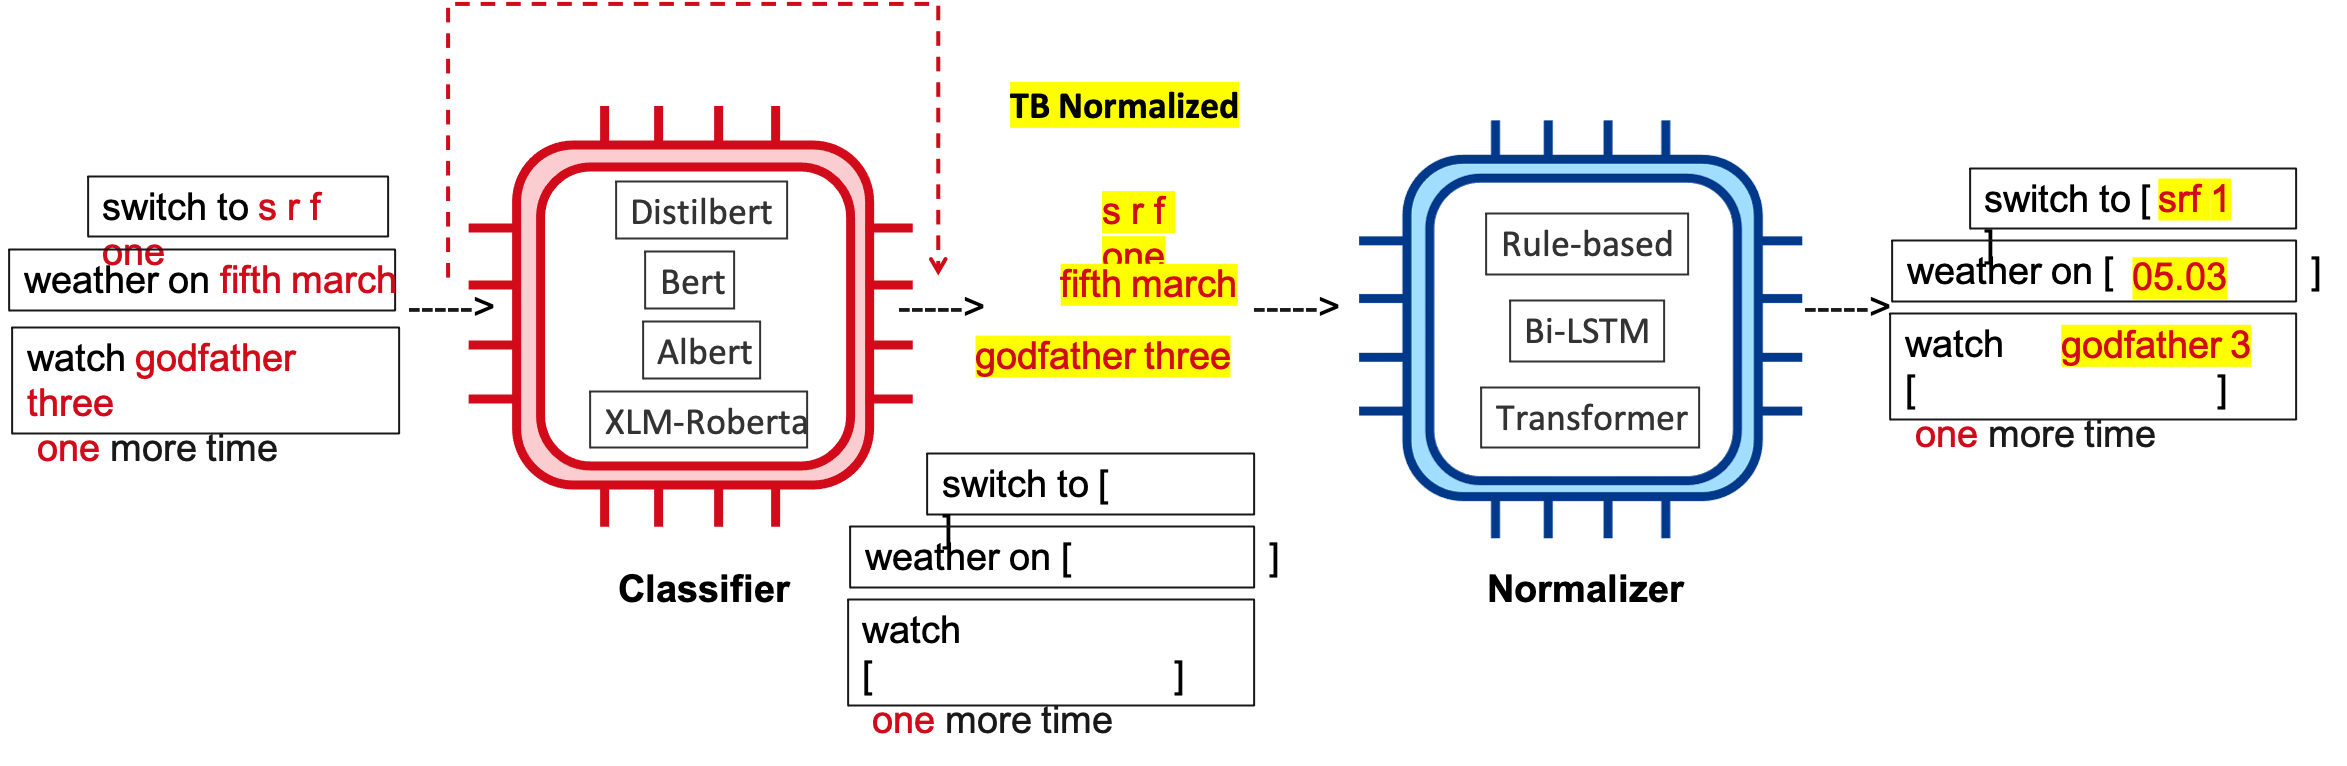 switch to s r f
one
weather on fifth march
watch godfather
three
one more time
----->
Distilbert
Bert
Albert
XLM-Roberta
Classifier
----->
TB Normalized
s r f
one
fifth march
godfather three
switch to [
]
weather on [ ]
watch
[ ]
one more time
----->
Rule-based
Bi-LSTM
Transformer
Normalizer
----->
switch to [ srf 1
]
weather on [ 05.03 ]
watch godfather 3
[ ]
one more time